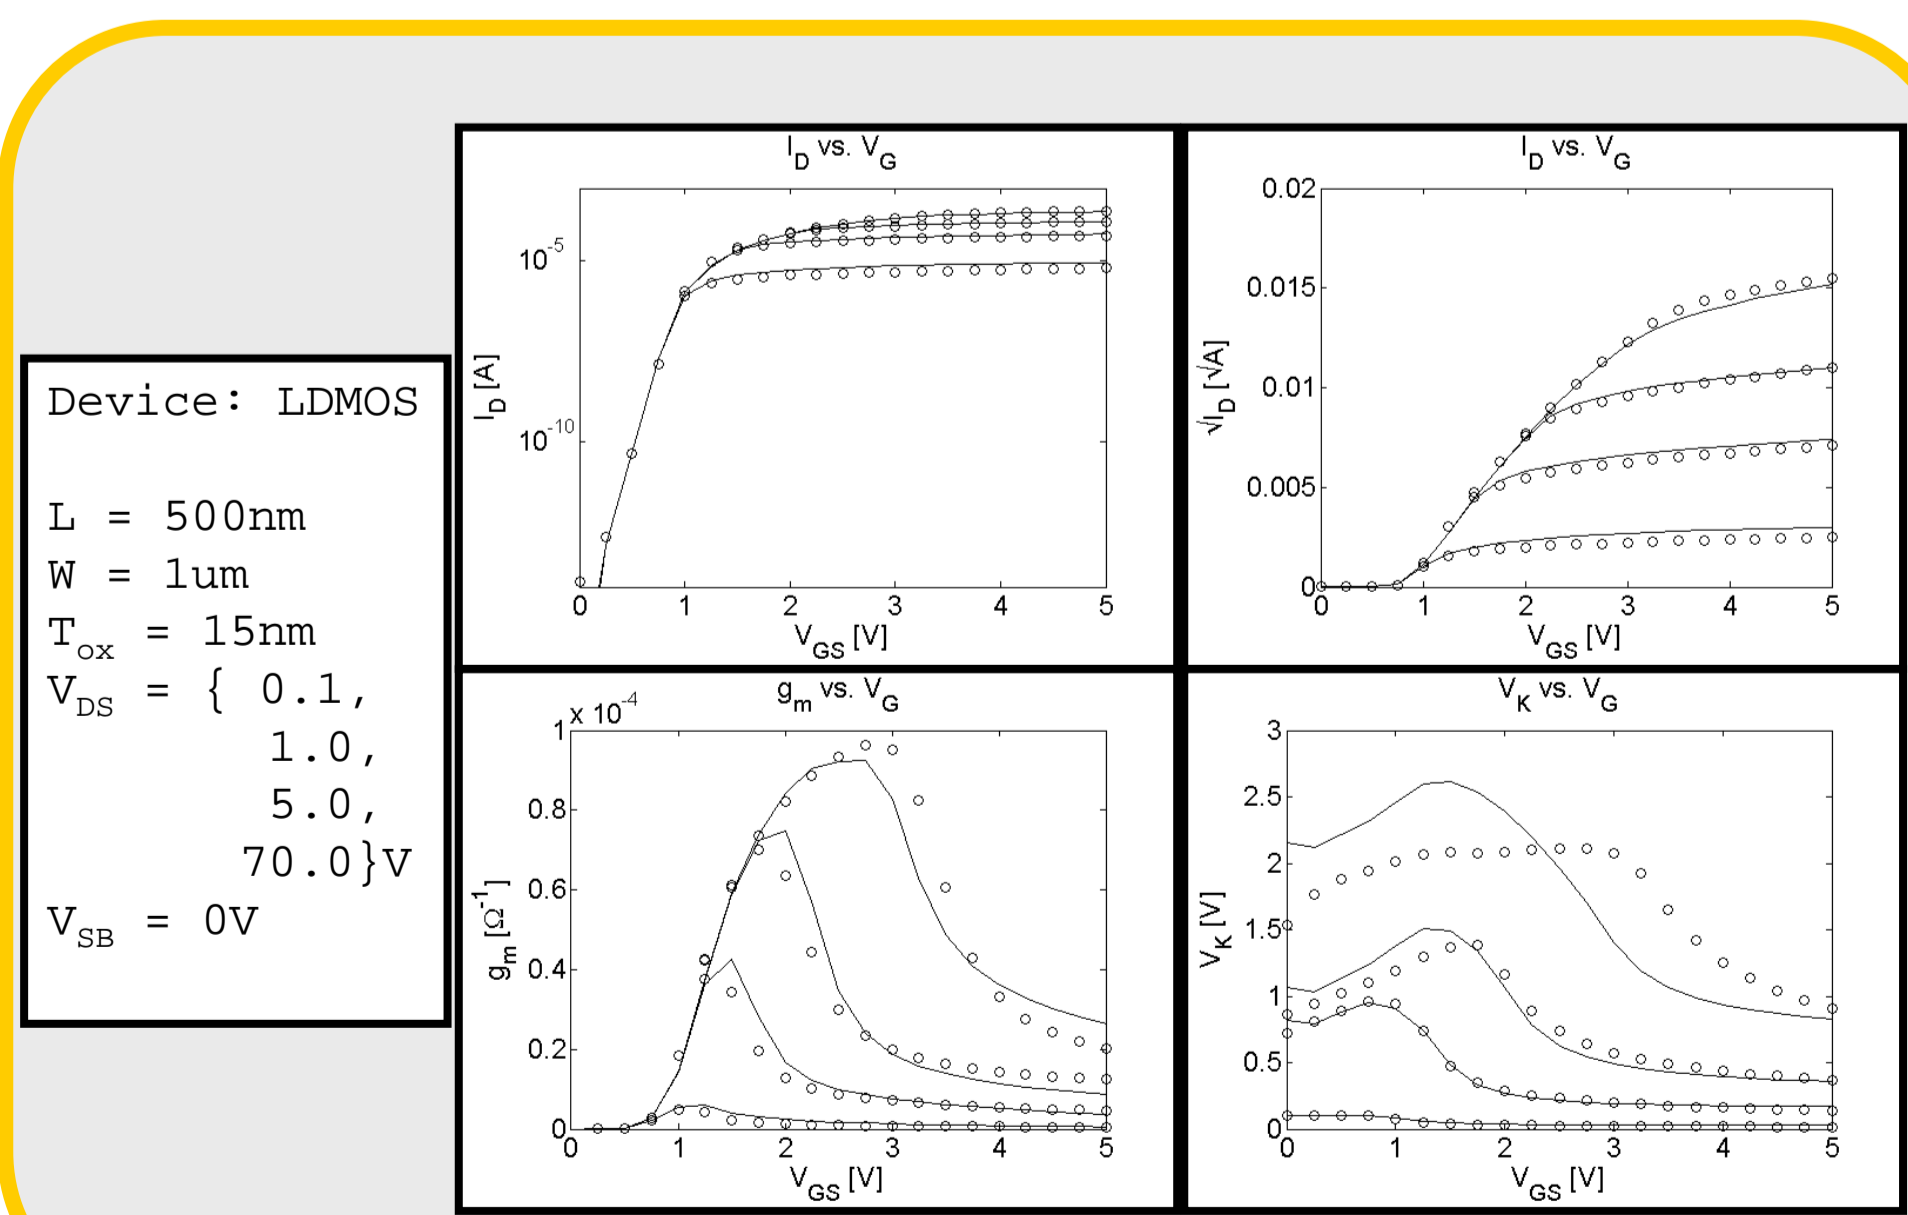 Device: LDMOS
L = 500nm
W = 1um
Tox = 15nm
VDS = { 0.1,
1.0,
5.0,
70.0}V
VSB = 0V
ID vs. VG
10-5
10-10
ID [A]
0 1 2 3 4 5
VGS [V]
ID vs. VG
0.02
0.015
0.01
0.005
0
√ID [√A]
0 1 2 3 4 5
VGS [V]
gm vs. VG
x 10-4
1
0.8
0.6
0.4
0.2
0
gm [Ω-1]
0 1 2 3 4 5
VGS [V]
VK vs. VG
3
2.5
2
1.5
1
0.5
0
VK [V]
0 1 2 3 4 5
VGS [V]